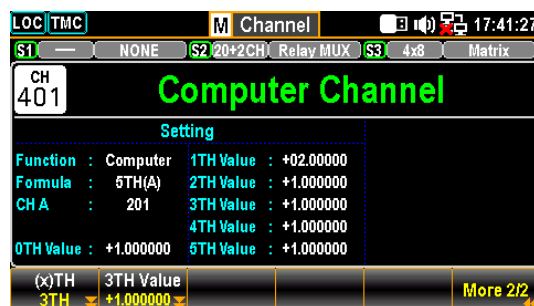 LOC TMC M Channel 17:41:27
S1 — NONE S2 20+2CH Relay MUX S3 4x8 Matrix
CH
401
Computer Channel
Setting
Function : Computer 1TH Value : +02.00000
Formula : 5TH(A) 2TH Value : +1.000000
CH A : 201 3TH Value : +1.000000
4TH Value : +1.000000
0TH Value : +1.000000 5TH Value : +1.000000
(x)TH 3TH Value
3TH +1.000000 More 2/2